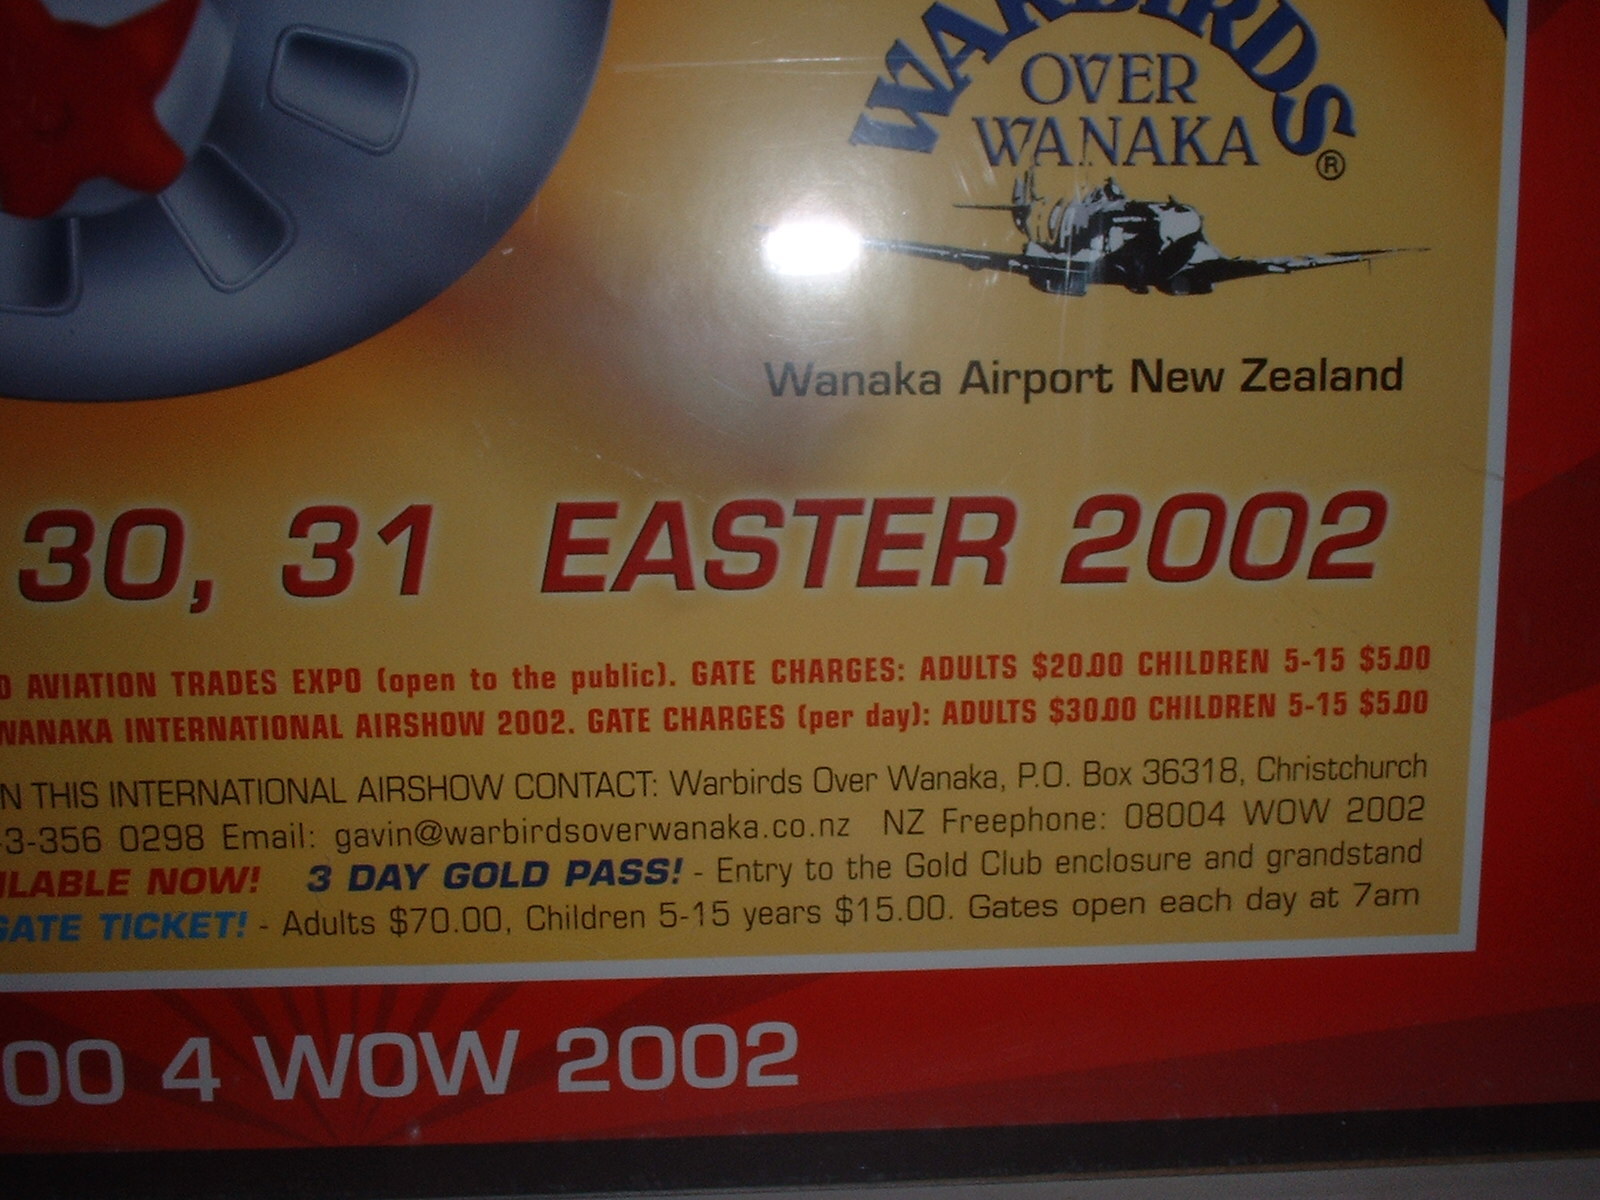 WARBIRDS
OVER
WANAKA
®
Wanaka Airport New Zealand
30, 31 EASTER 2002
AVIATION TRADES EXPO (open to the public). GATE CHARGES: ADULTS $20.00 CHILDREN 5-15 $5.00
WANAKA INTERNATIONAL AIRSHOW 2002. GATE CHARGES (per day): ADULTS $30.00 CHILDREN 5-15 $5.00
N THIS INTERNATIONAL AIRSHOW CONTACT: Warbirds Over Wanaka, P.O. Box 36318, Christchurch
-3-356 0298 Email: gavin@warbirdsoverwanaka.co.nz NZ Freephone: 08004 WOW 2002
ILABLE NOW! 3 DAY GOLD PASS! - Entry to the Gold Club enclosure and grandstand
GATE TICKET! - Adults $70.00, Children 5-15 years $15.00. Gates open each day at 7am
00 4 WOW 2002